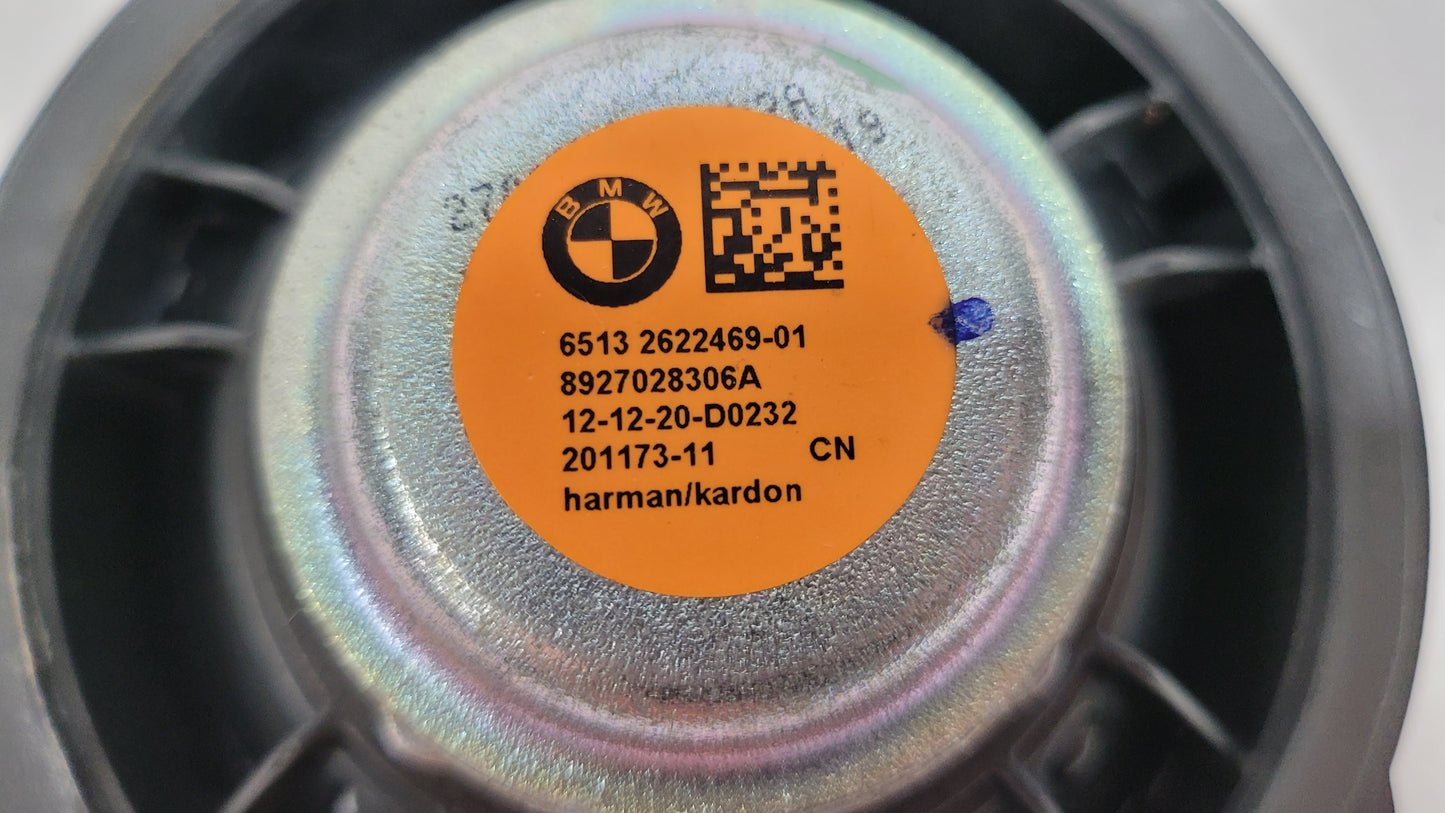 BMW
6513 2622469-01
8927028306A
12-12-20-D0232
201173-11 CN
harman/kardon